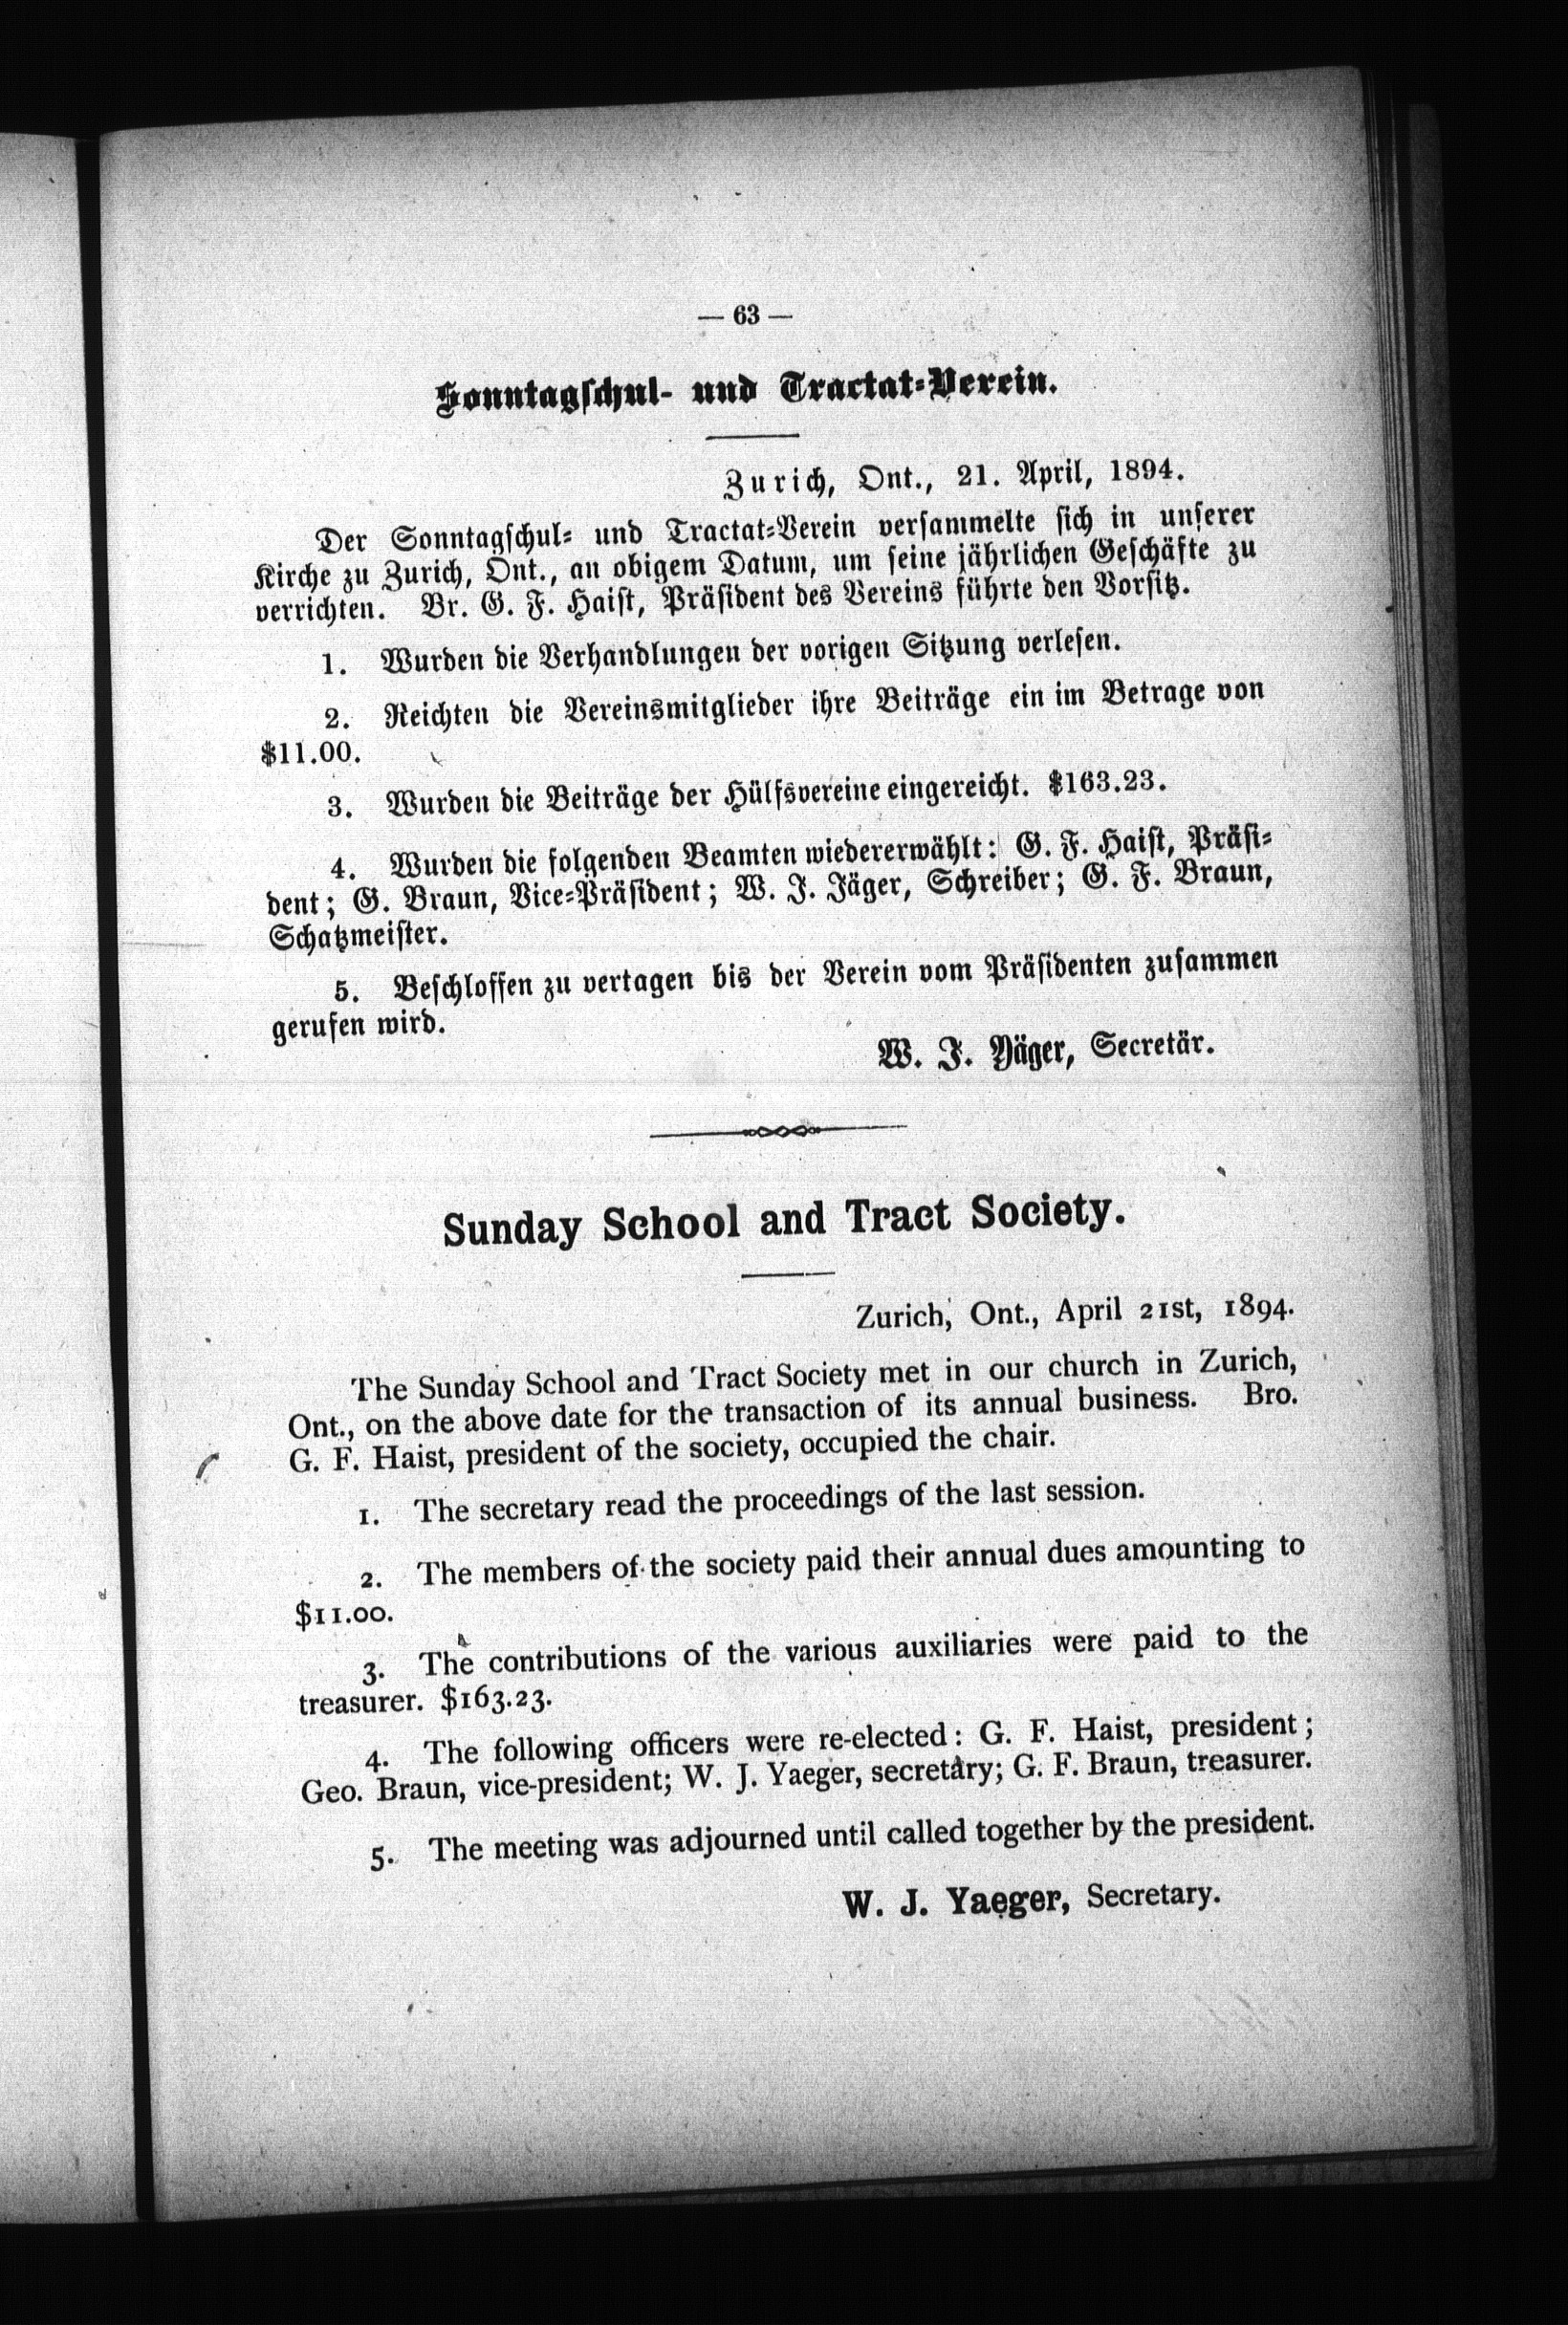 — 63 —
Sonntagschul- und Tractat-Verein.
Zurich, Ont., 21. April, 1894.
Der Sonntagschul- und Tractat-Verein versammelte sich in unserer
Kirche zu Zurich, Ont., an obigem Datum, um seine jährlichen Geschäfte zu
verrichten. Br. G. F. Haist, Präsident des Vereins führte den Vorsitz.
1. Wurden die Verhandlungen der vorigen Sitzung verlesen.
2. Reichten die Vereinsmitglieder ihre Beiträge ein im Betrage von
$11.00.
3. Wurden die Beiträge der Hülfsvereine eingereicht. $163.23.
4. Wurden die folgenden Beamten wiedererwählt: G. F. Haist, Präsi-
dent; G. Braun, Vice-Präsident; W. J. Jäger, Schreiber; G. F. Braun,
Schatzmeister.
5. Beschloffen zu vertagen bis der Verein vom Präsidenten zusammen
gerufen wird.
W. J. Yäger, Secretär.
Sunday School and Tract Society.
Zurich, Ont., April 21st, 1894.
The Sunday School and Tract Society met in our church in Zurich,
Ont., on the above date for the transaction of its annual business. Bro.
G. F. Haist, president of the society, occupied the chair.
1. The secretary read the proceedings of the last session.
2. The members of the society paid their annual dues amounting to
$11.00.
3. The contributions of the various auxiliaries were paid to the
treasurer. $163.23.
4. The following officers were re-elected: G. F. Haist, president;
Geo. Braun, vice-president; W. J. Yaeger, secretary; G. F. Braun, treasurer.
5. The meeting was adjourned until called together by the president.
W. J. Yaeger, Secretary.